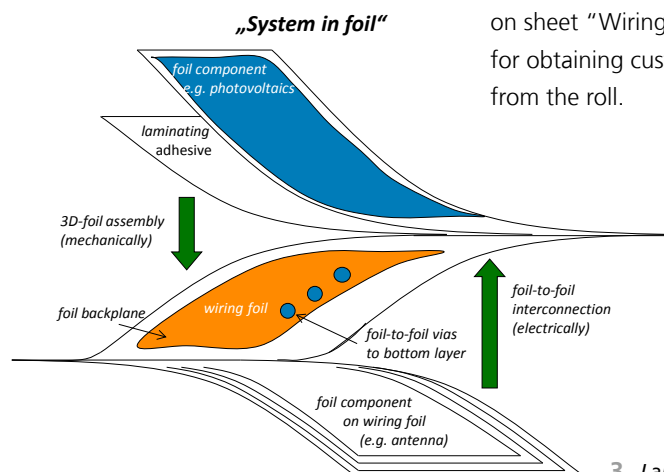 „System in foil“
on sheet “Wiring
for obtaining cus
from the roll.
foil component
e.g. photovoltaics
laminating
adhesive
3D-foil assembly
(mechanically)
foil backplane
wiring foil
foil-to-foil vias
to bottom layer
foil-to-foil
interconnection
(electrically)
foil component
on wiring foil
(e.g. antenna)
3